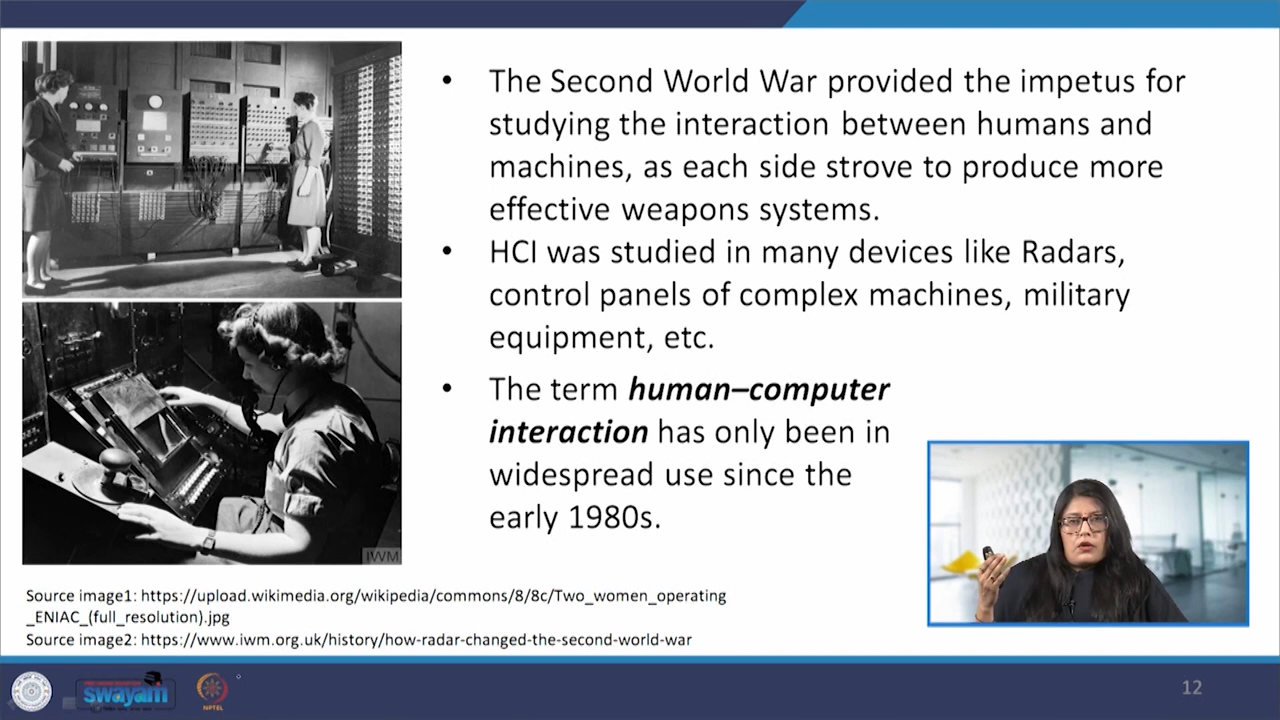 • The Second World War provided the impetus for
studying the interaction between humans and
machines, as each side strove to produce more
effective weapons systems.
• HCI was studied in many devices like Radars,
control panels of complex machines, military
equipment, etc.
• The term human–computer
interaction has only been in
widespread use since the
early 1980s.
IWM
Source image1: https://upload.wikimedia.org/wikipedia/commons/8/8c/Two_women_operating
_ENIAC_(full_resolution).jpg
Source image2: https://www.iwm.org.uk/history/how-radar-changed-the-second-world-war
swayam
NPTEL
12